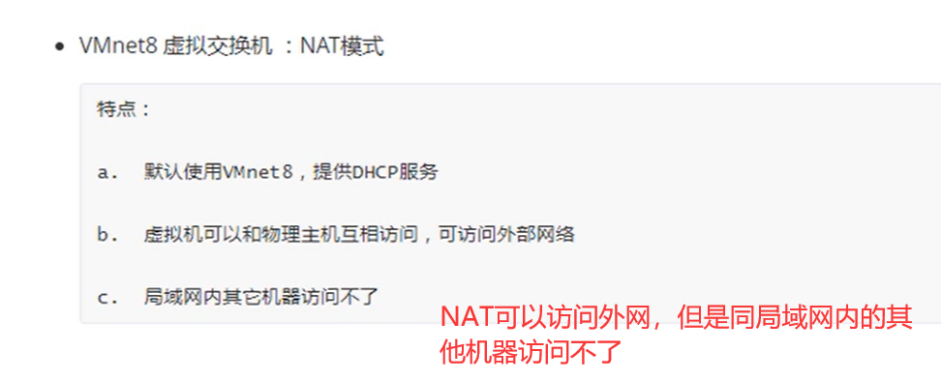 VMnet8 虚拟交换机 ：NAT模式
特点：
a. 默认使用VMnet8，提供DHCP服务
b. 虚拟机可以和物理主机互相访问，可访问外部网络
c. 局域网内其它机器访问不了
NAT可以访问外网，但是同局域网内的其
他机器访问不了